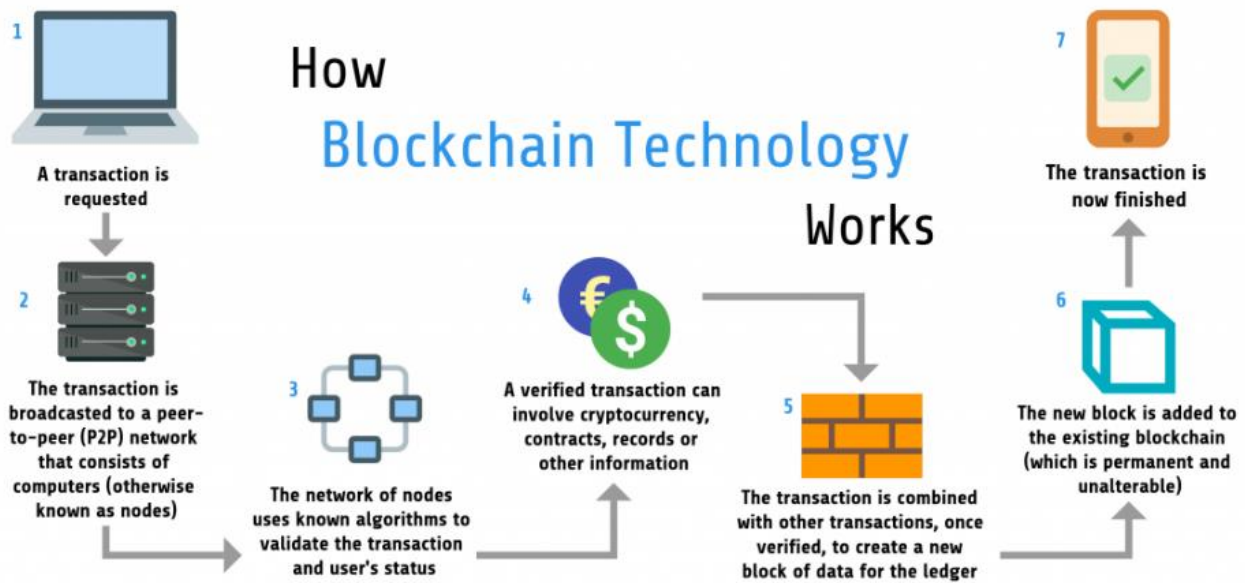 How
Blockchain Technology
Works
1
A transaction is
requested
2
The transaction is
broadcasted to a peer-
to-peer (P2P) network
that consists of
computers (otherwise
known as nodes)
3
The network of nodes
uses known algorithms to
validate the transaction
and user's status
4
€
$
A verified transaction can
involve cryptocurrency,
contracts, records or
other information
5
The transaction is combined
with other transactions, once
verified, to create a new
block of data for the ledger
6
The new block is added to
the existing blockchain
(which is permanent and
unalterable)
7
The transaction is
now finished